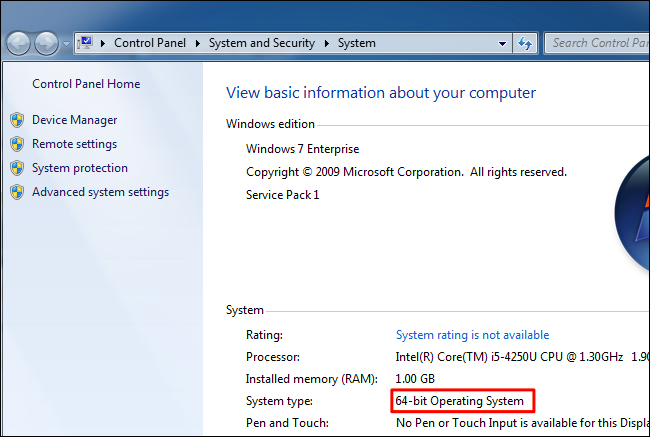 Control Panel System and Security System Search Control Pa
Control Panel Home
Device Manager
Remote settings
System protection
Advanced system settings
View basic information about your computer
Windows edition
Windows 7 Enterprise
Copyright © 2009 Microsoft Corporation. All rights reserved.
Service Pack 1
System
Rating: System rating is not available
Processor: Intel(R) Core(TM) i5-4250U CPU @ 1.30GHz 1.90
Installed memory (RAM): 1.00 GB
System type: 64-bit Operating System
Pen and Touch: No Pen or Touch Input is available for this Displa